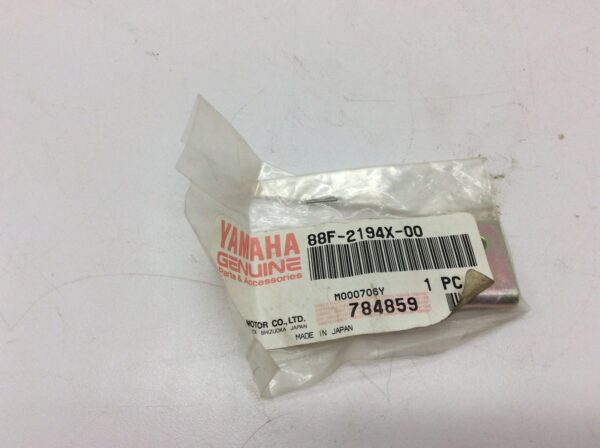 YAMAHA
GENUINE
Parts & Accessories
88F-2194X-00
M000706Y
1 PC
784859
MOTOR CO., LTD.
SHIZUOKA JAPAN
MADE IN JAPAN